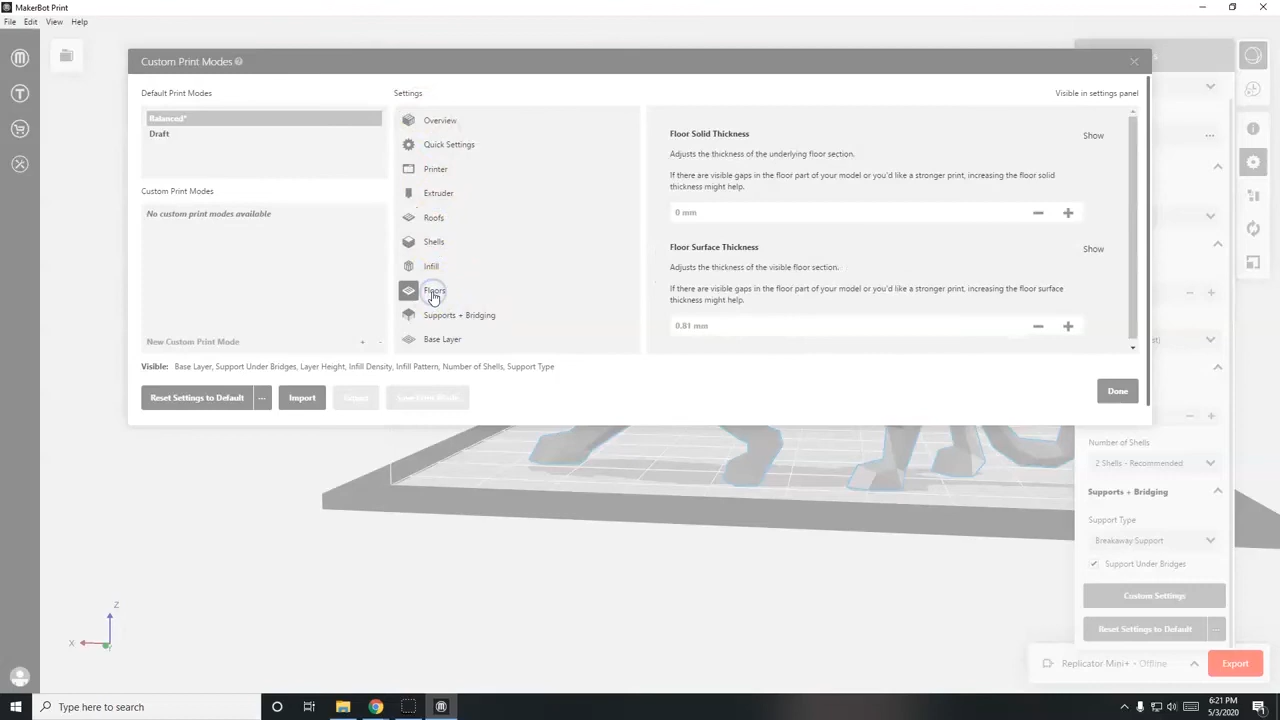 MakerBot Print
File Edit View Help
Custom Print Modes
Default Print Modes
Balanced*
Draft
Custom Print Modes
No custom print modes available
New Custom Print Mode + -
Settings
Overview
Quick Settings
Printer
Extruder
Roofs
Shells
Infill
Floors
Supports + Bridging
Base Layer
Visible in settings panel
Floor Solid Thickness Show
Adjusts the thickness of the underlying floor section.
If there are visible gaps in the floor part of your model or you'd like a stronger print, increasing the floor solid
thickness might help.
0 mm
Floor Surface Thickness Show
Adjusts the thickness of the visible floor section.
If there are visible gaps in the floor part of your model or you'd like a stronger print, increasing the floor surface
thickness might help.
0.81 mm
Visible: Base Layer, Support Under Bridges, Layer Height, Infill Density, Infill Pattern, Number of Shells, Support Type
Reset Settings to Default ... Import Export Save Print Mode
Done
Number of Shells
2 Shells - Recommended
Supports + Bridging
Support Type
Breakaway Support
Support Under Bridges
Custom Settings
Reset Settings to Default ...
Replicator Mini+ - Offline Export
Z
X
Type here to search
6:21 PM
5/3/2020